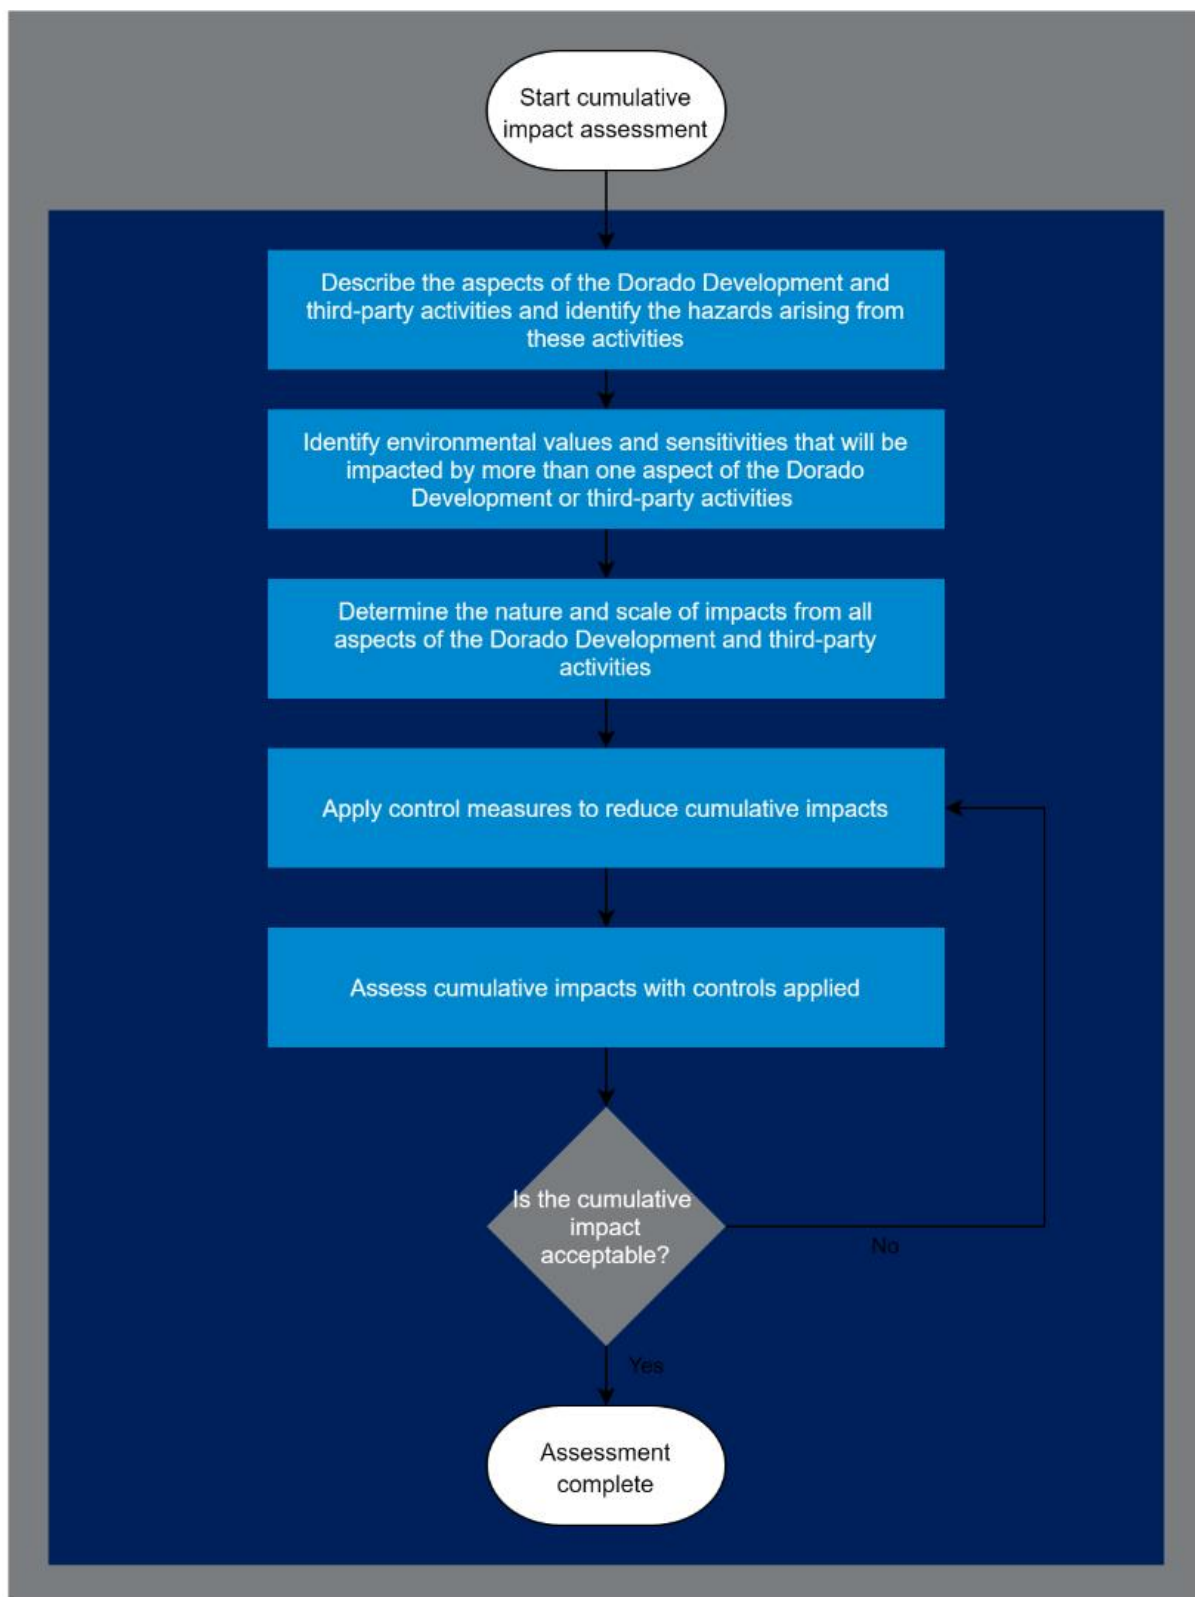 Start cumulative
impact assessment
Describe the aspects of the Dorado Development and
third-party activities and identify the hazards arising from
these activities
Identify environmental values and sensitivities that will be
impacted by more than one aspect of the Dorado
Development or third-party activities
Determine the nature and scale of impacts from all
aspects of the Dorado Development and third-party
activities
Apply control measures to reduce cumulative impacts
Assess cumulative impacts with controls applied
Is the cumulative
impact
acceptable?
No
Yes
Assessment
complete